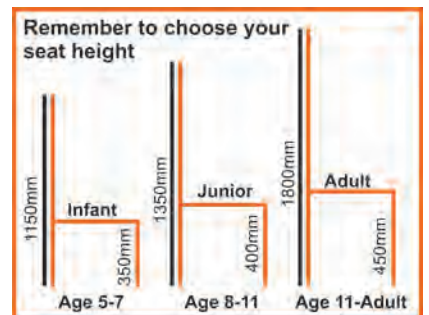 Remember to choose your
seat height
1150mm
Infant
350mm
Age 5-7
1350mm
Junior
400mm
Age 8-11
1800mm
Adult
450mm
Age 11-Adult